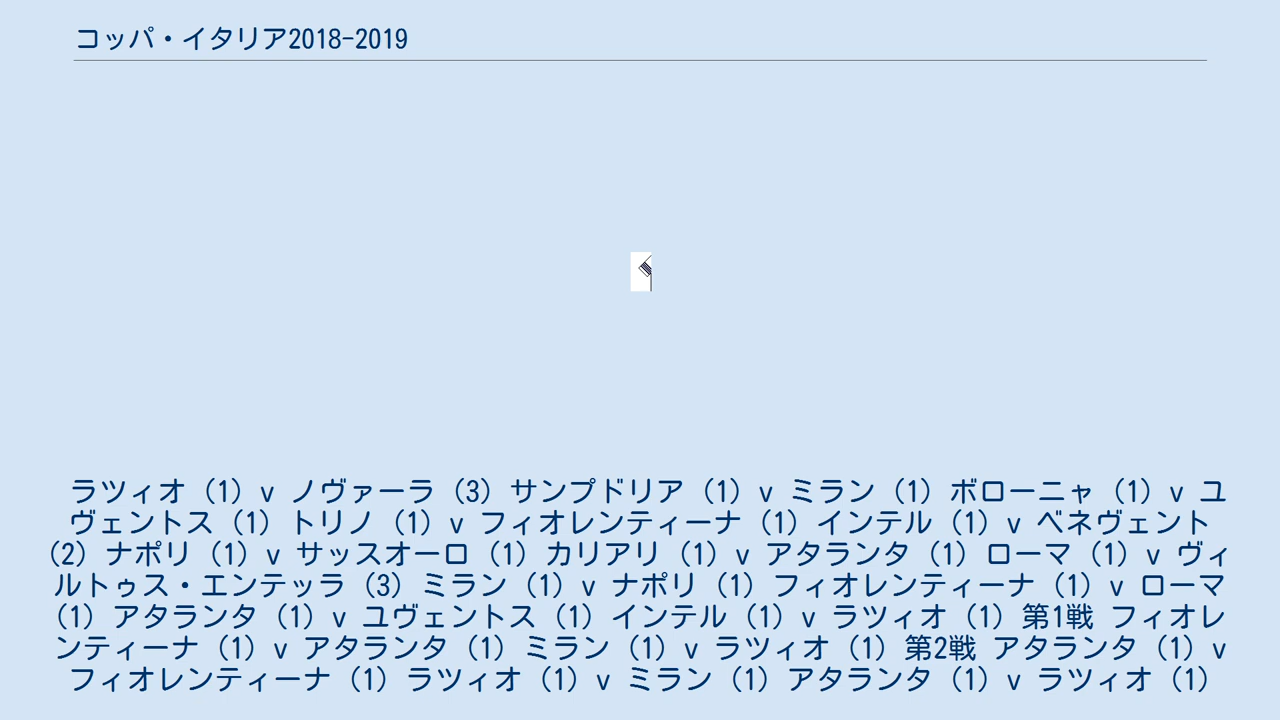 コッパ・イタリア2018-2019
ラツィオ (1) v ノヴァーラ (3) サンプドリア (1) v ミラン (1) ボローニャ (1) v ユ
ヴェントス (1) トリノ (1) v フィオレンティーナ (1) インテル (1) v ベネヴェント
(2) ナポリ (1) v サッスオーロ (1) カリアリ (1) v アタランタ (1) ローマ (1) v ヴィ
ルトゥス・エンテッラ (3) ミラン (1) v ナポリ (1) フィオレンティーナ (1) v ローマ
(1) アタランタ (1) v ユヴェントス (1) インテル (1) v ラツィオ (1) 第1戦 フィオレ
ンティーナ (1) v アタランタ (1) ミラン (1) v ラツィオ (1) 第2戦 アタランタ (1) v
フィオレンティーナ (1) ラツィオ (1) v ミラン (1) アタランタ (1) v ラツィオ (1)